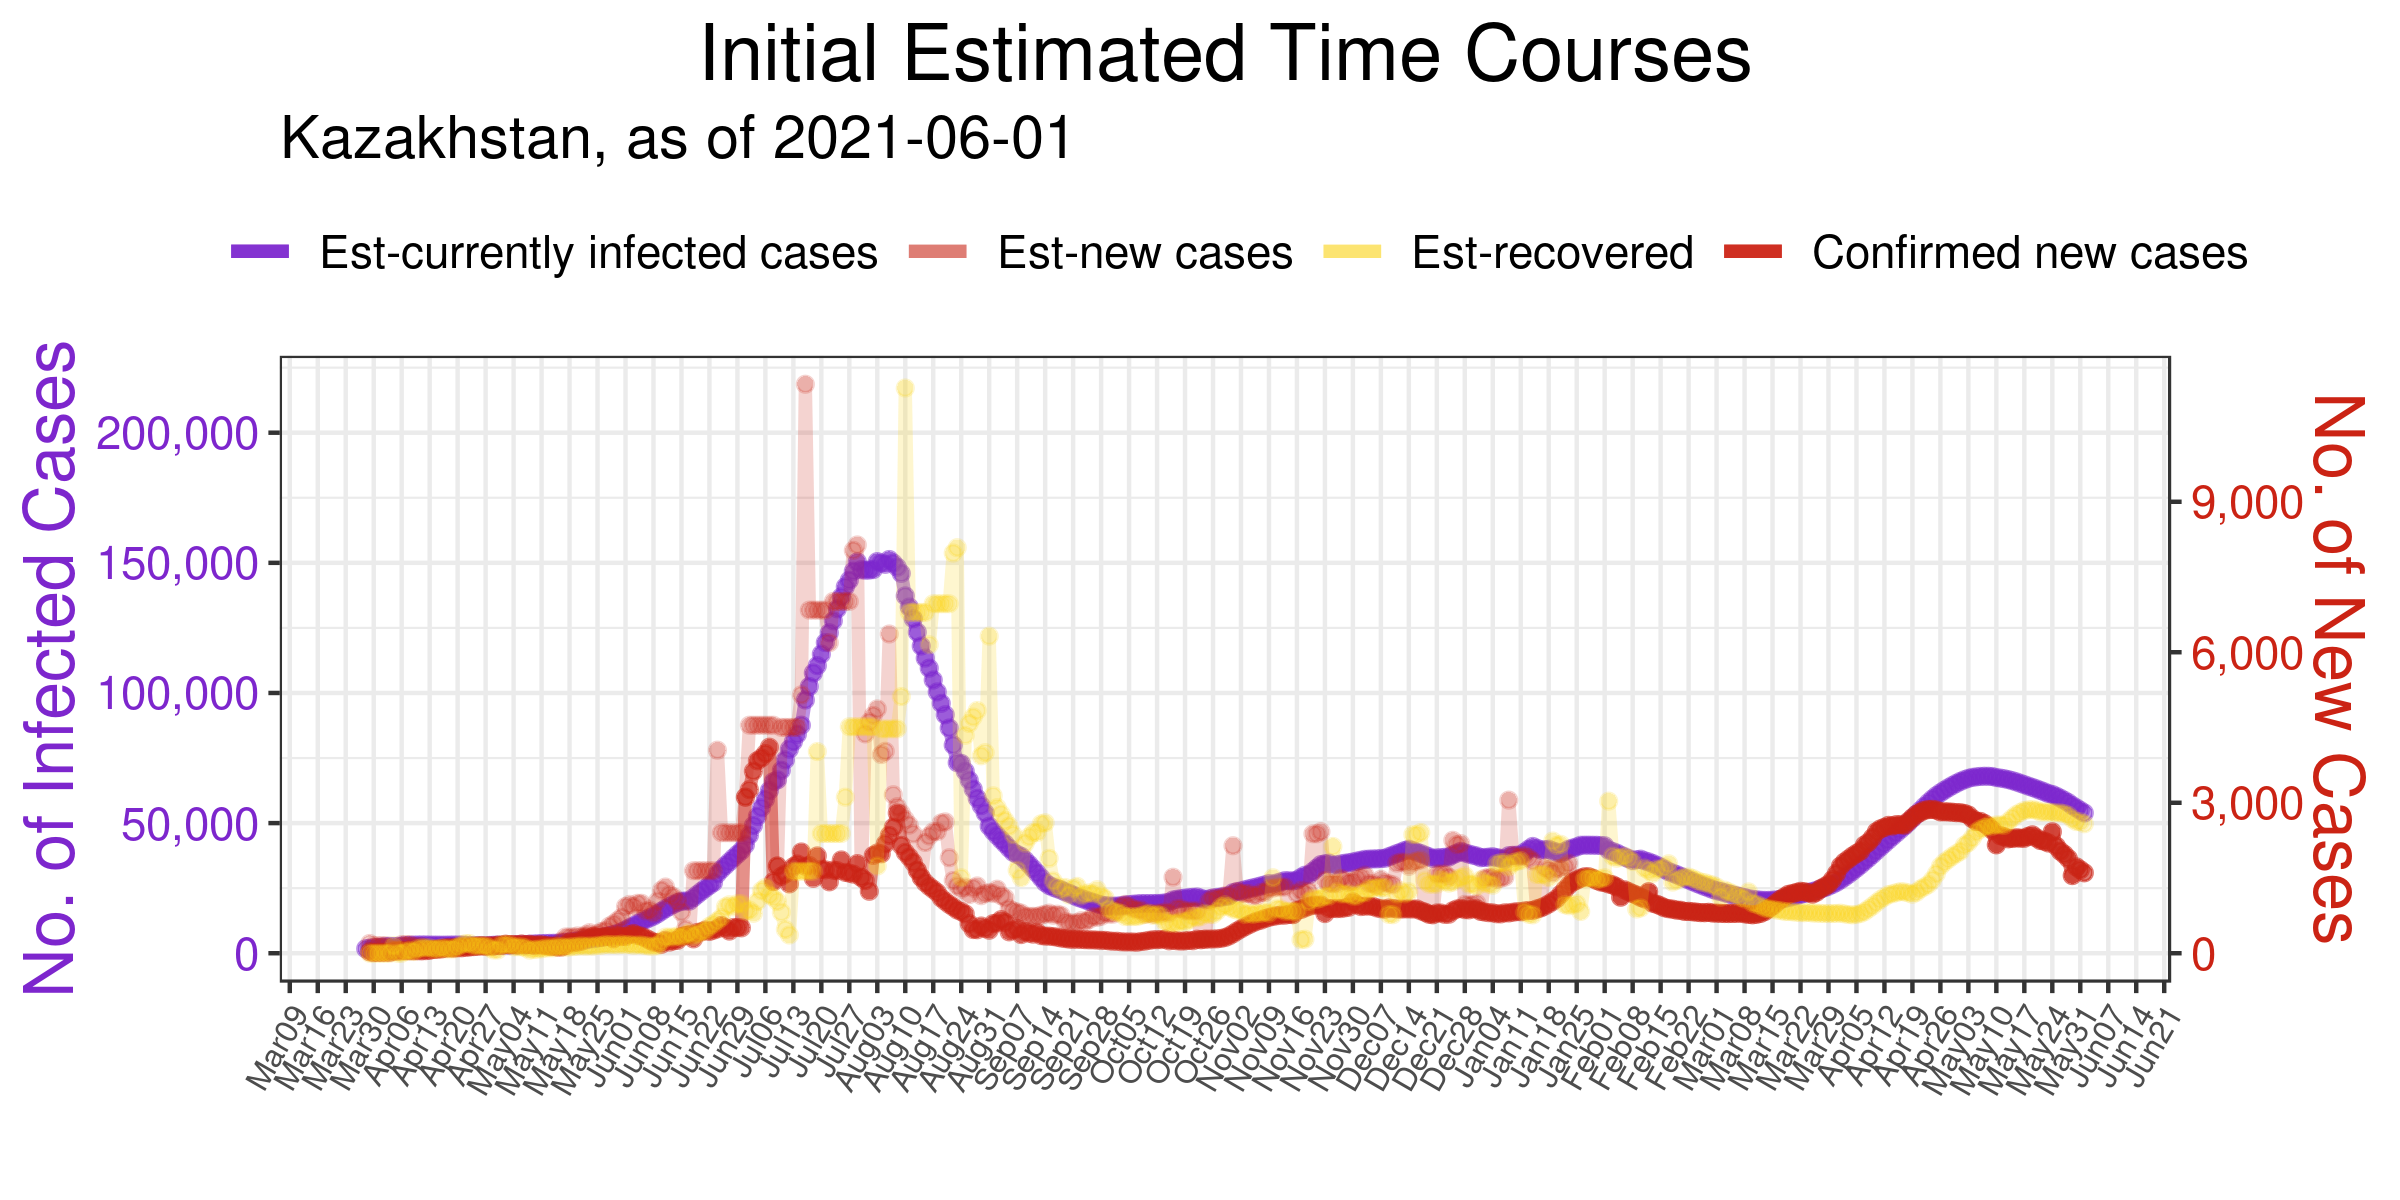 Initial Estimated Time Courses
Kazakhstan, as of 2021-06-01
Est-currently infected cases Est-new cases Est-recovered Confirmed new cases
No. of Infected Cases
200,000
150,000
100,000
50,000
0
9,000
6,000
3,000
0
No. of New Cases
Mar09 Mar16 Mar23 Mar30 Apr06 Apr13 Apr20 Apr27 May04 May11 May18 May25 Jun01 Jun08 Jun15 Jun22 Jun29 Jul06 Jul13 Jul20 Jul27 Aug03 Aug10 Aug17 Aug24 Aug31 Sep07 Sep14 Sep21 Sep28 Oct05 Oct12 Oct19 Oct26 Nov02 Nov09 Nov16 Nov23 Nov30 Dec07 Dec14 Dec21 Dec28 Jan04 Jan11 Jan18 Jan25 Feb01 Feb08 Feb15 Feb22 Mar01 Mar08 Mar15 Mar22 Mar29 Apr05 Apr12 Apr19 Apr26 May03 May10 May17 May24 May31 Jun07 Jun14 Jun21